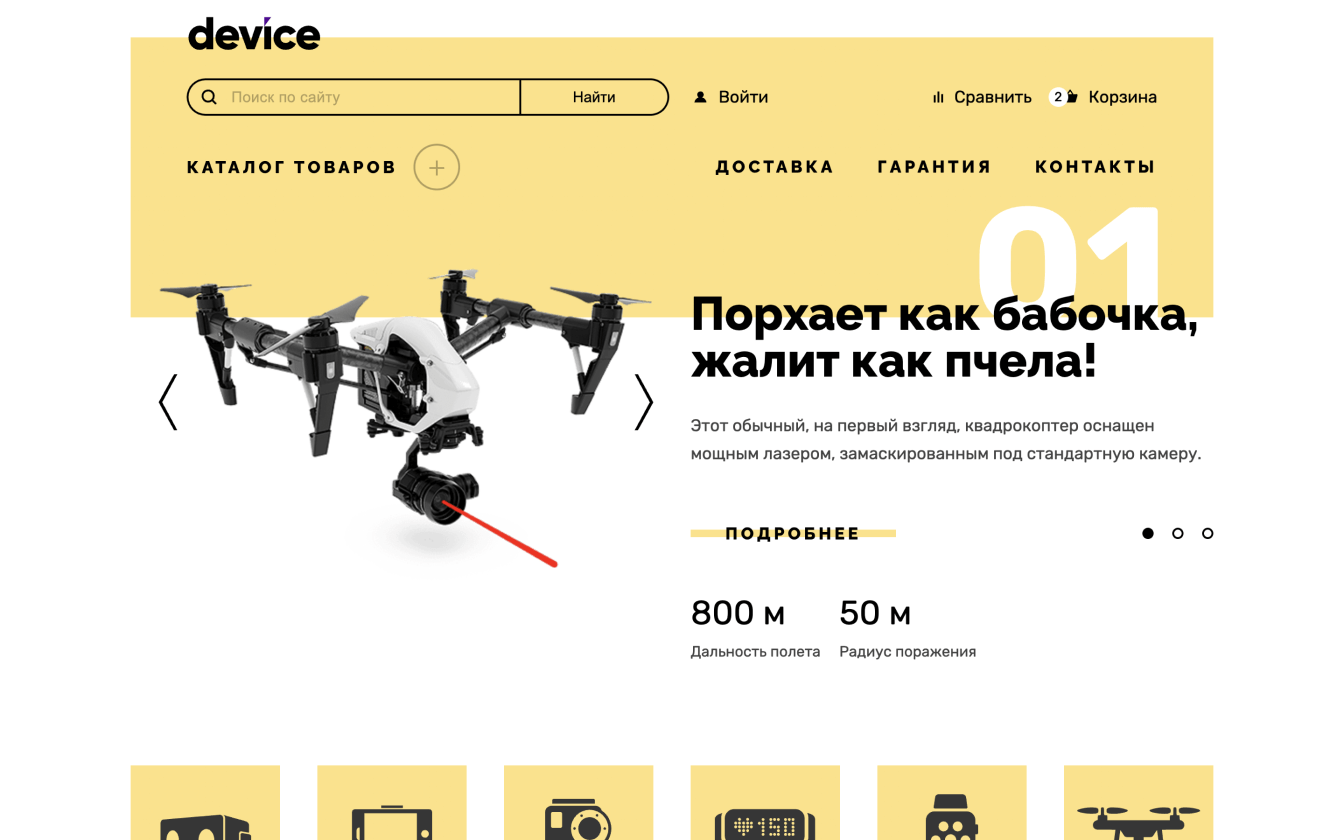 device
Поиск по сайту
Найти
Войти
Сравнить
2
Корзина
КАТАЛОГ ТОВАРОВ
ДОСТАВКА
ГАРАНТИЯ
КОНТАКТЫ
01
Порхает как бабочка,
жалит как пчела!
Этот обычный, на первый взгляд, квадрокоптер оснащен
мощным лазером, замаскированным под стандартную камеру.
ПОДРОБНЕЕ
800 м
50 м
Дальность полета
Радиус поражения
150